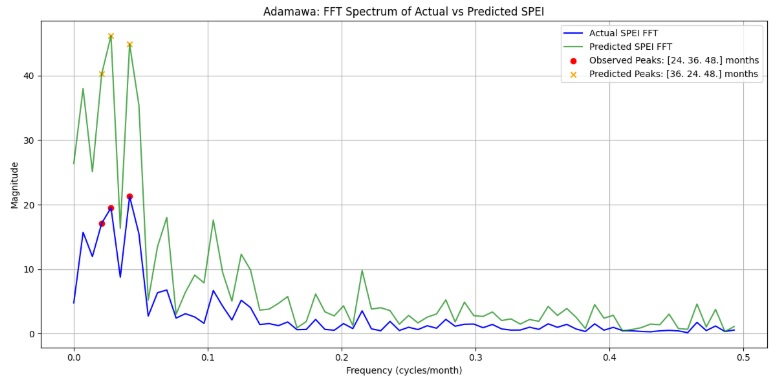 Adamawa: FFT Spectrum of Actual vs Predicted SPEI
Actual SPEI FFT
Predicted SPEI FFT
Observed Peaks: [24. 36. 48.] months
Predicted Peaks: [36. 24. 48.] months
Magnitude
40
30
20
10
0
0.0
0.1
0.2
0.3
0.4
0.5
Frequency (cycles/month)